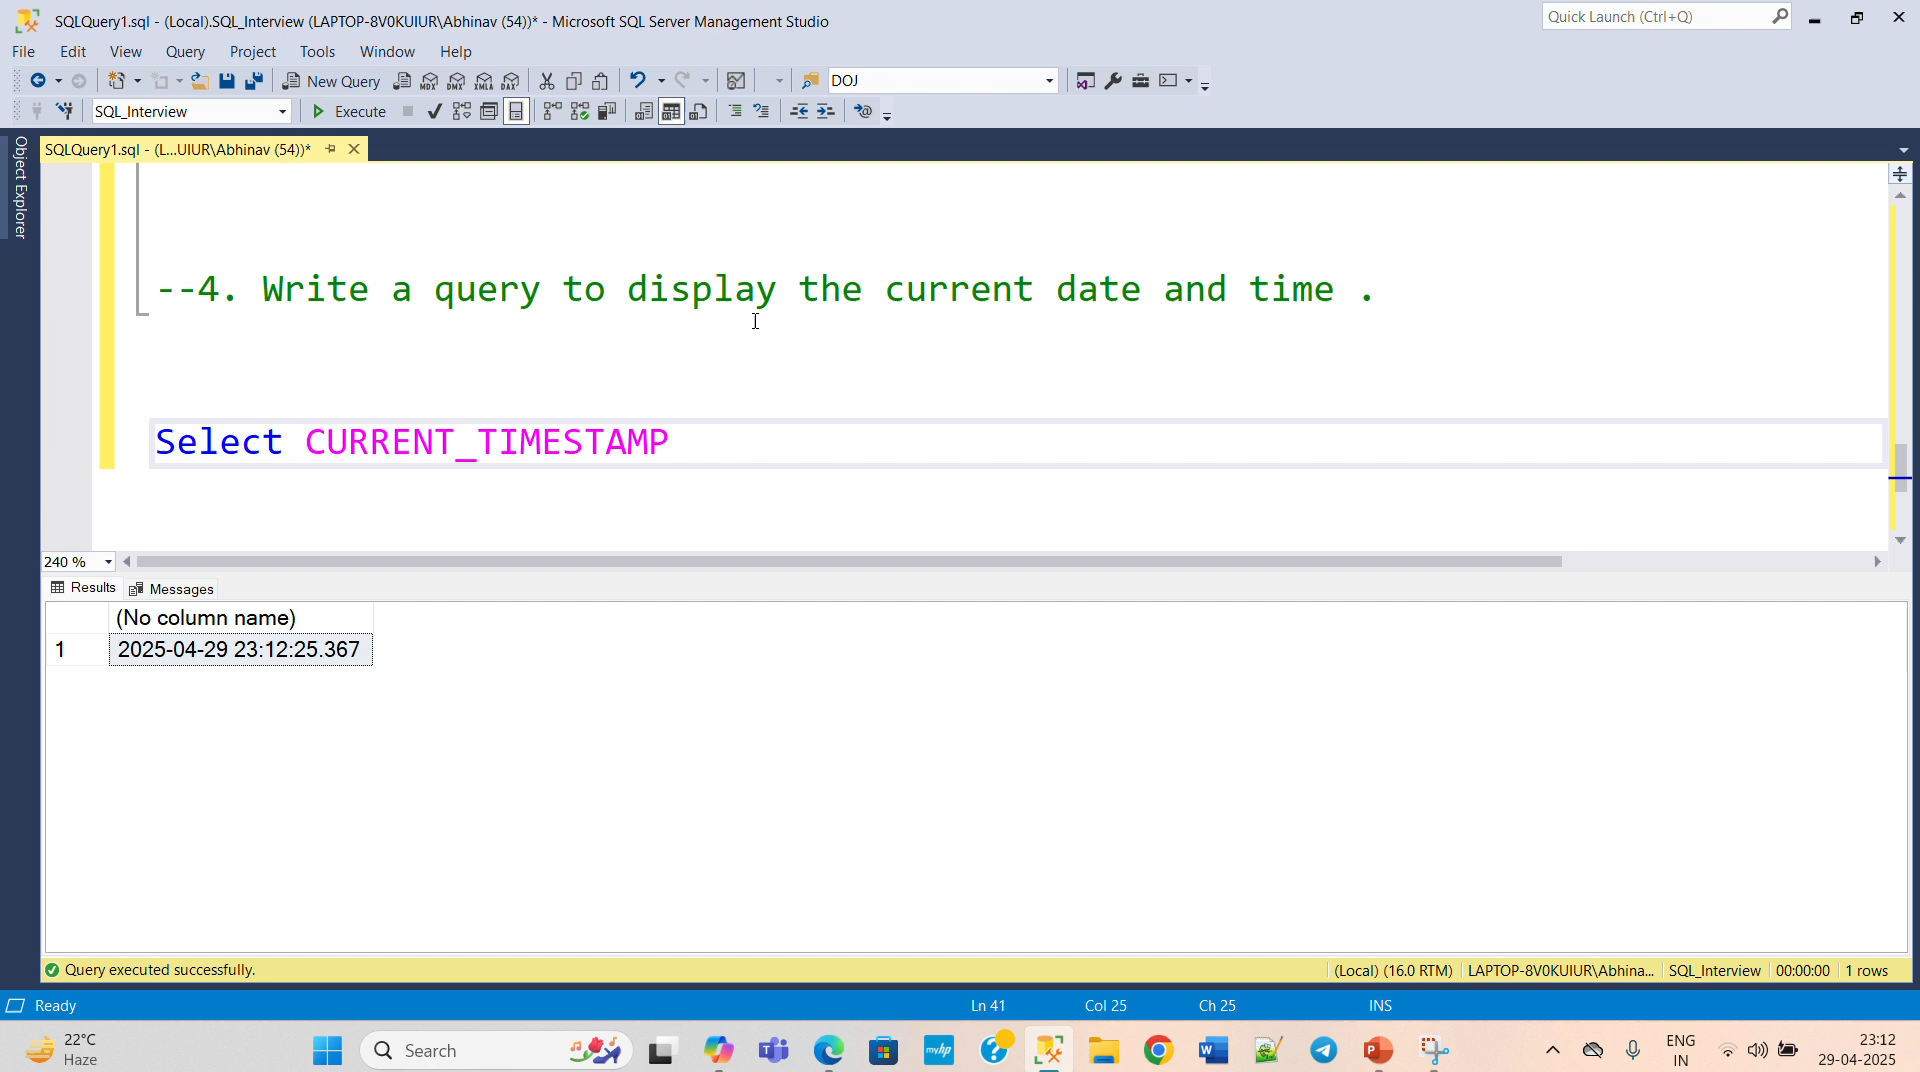 SQLQuery1.sql - (Local).SQL_Interview (LAPTOP-8V0KUIUR\Abhinav (54))* - Microsoft SQL Server Management Studio
Quick Launch (Ctrl+Q)
File Edit View Query Project Tools Window Help
New Query MDX DMX XMLA DAX DOJ
SQL_Interview Execute
Object Explorer
SQLQuery1.sql - (L...UIUR\Abhinav (54))*
--4. Write a query to display the current date and time .
Select CURRENT_TIMESTAMP
240 %
Results Messages
(No column name)
1 2025-04-29 23:12:25.367
Query executed successfully. (Local) (16.0 RTM) LAPTOP-8V0KUIUR\Abhina... SQL_Interview 00:00:00 1 rows
Ready Ln 41 Col 25 Ch 25 INS
22°C
Haze
Search
myhp
ENG
IN
23:12
29-04-2025